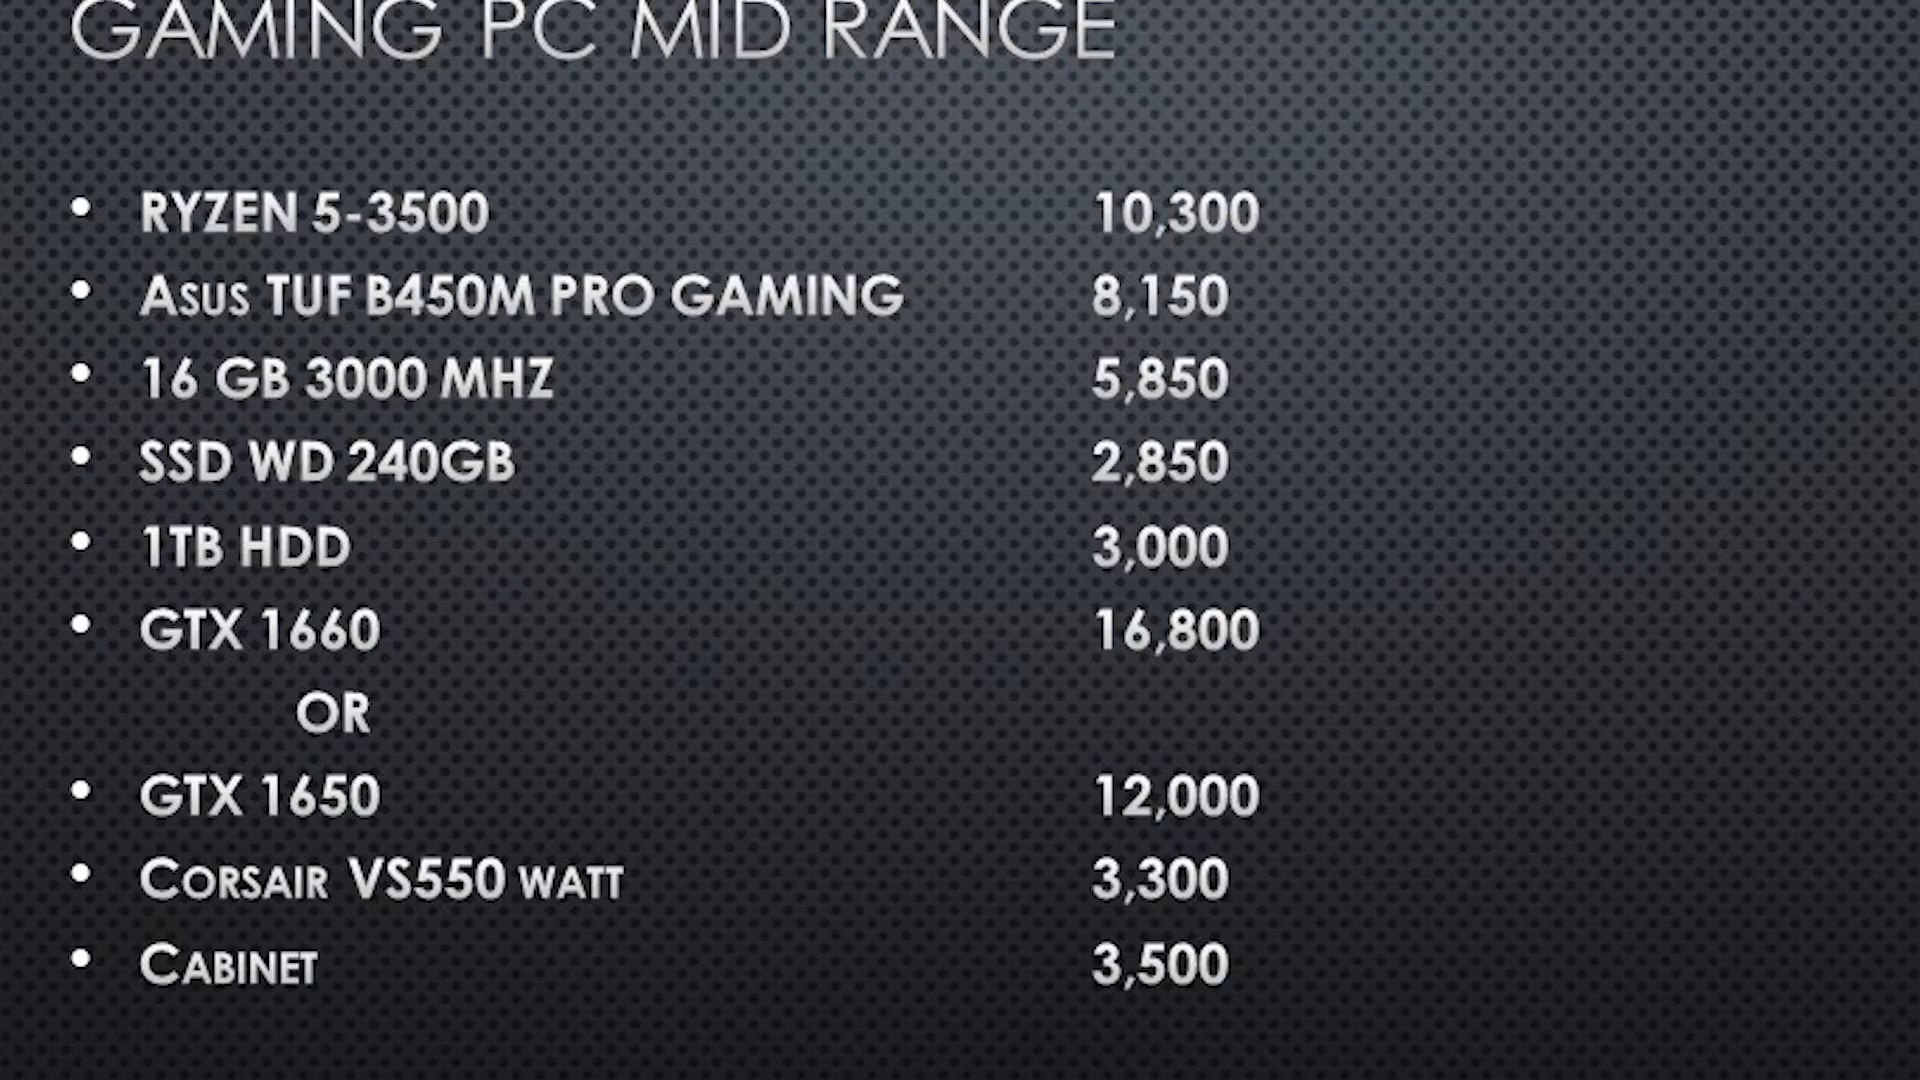 GAMING PC MID RANGE
• RYZEN 5-3500 10,300
• ASUS TUF B450M PRO GAMING 8,150
• 16 GB 3000 MHZ 5,850
• SSD WD 240GB 2,850
• 1TB HDD 3,000
• GTX 1660 16,800
OR
• GTX 1650 12,000
• CORSAIR VS550 WATT 3,300
• CABINET 3,500